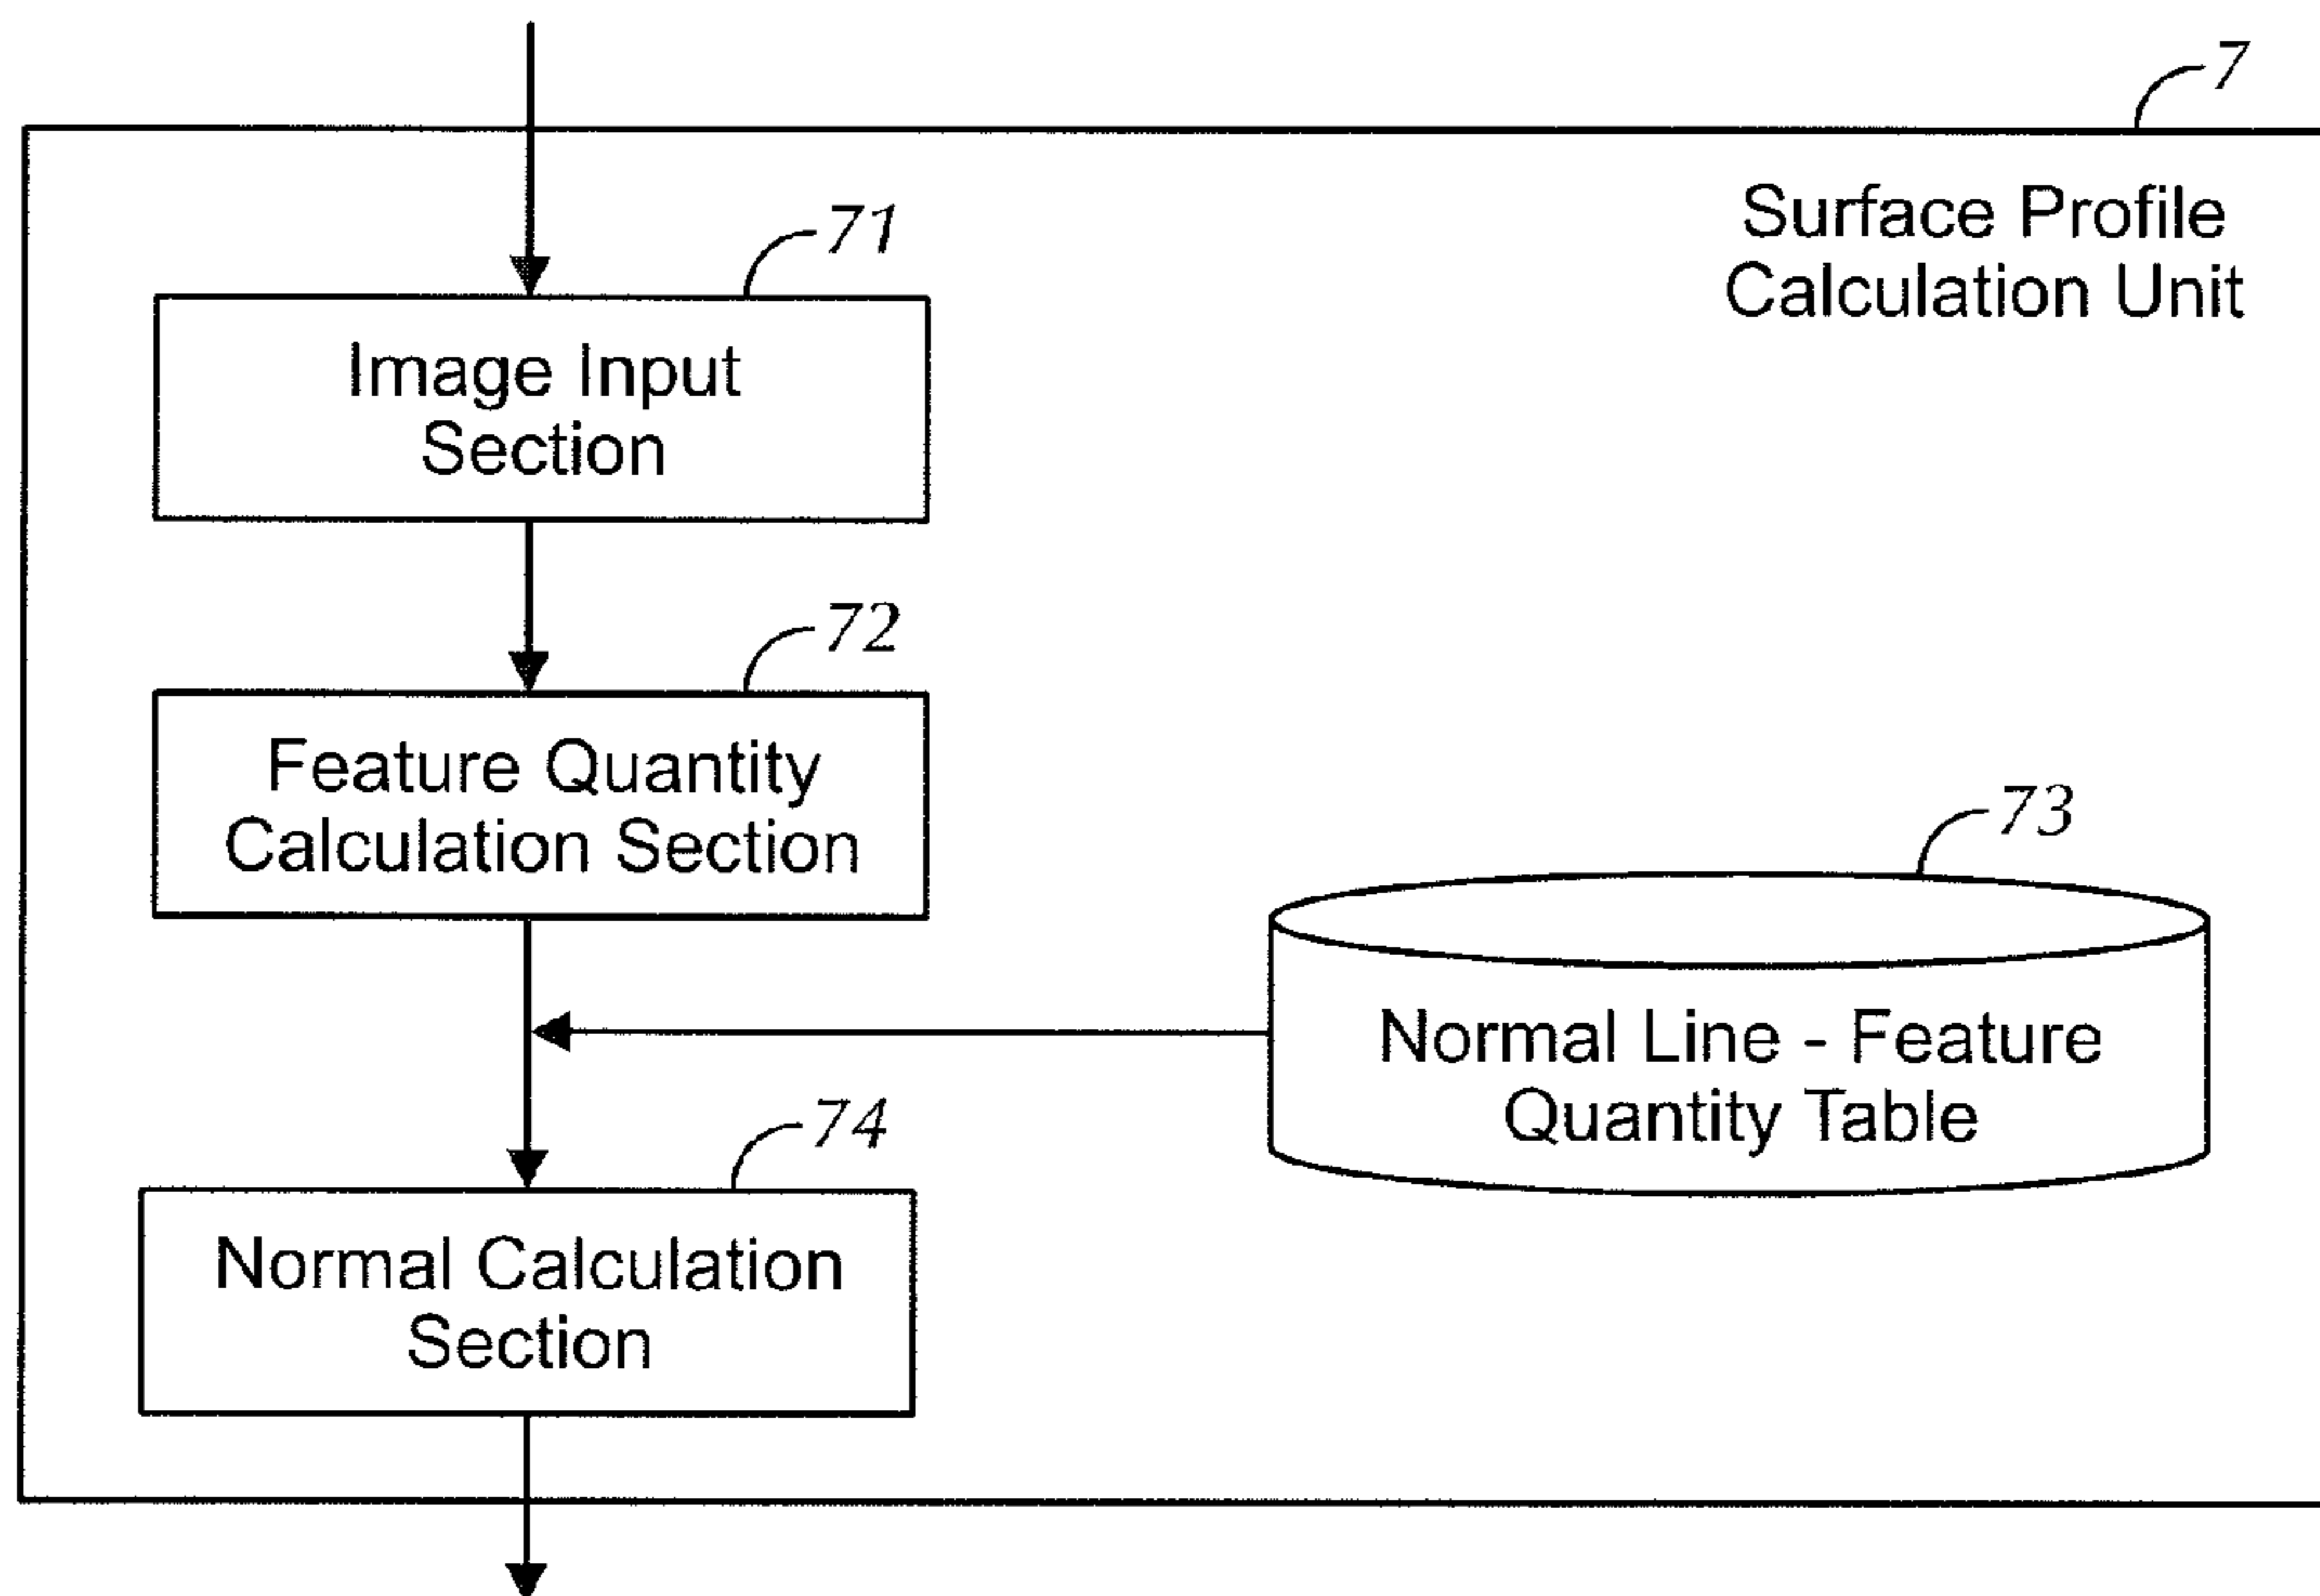 7
Surface Profile
Calculation Unit
71
Image Input
Section
72
Feature Quantity
Calculation Section
73
Normal Line - Feature
Quantity Table
74
Normal Calculation
Section